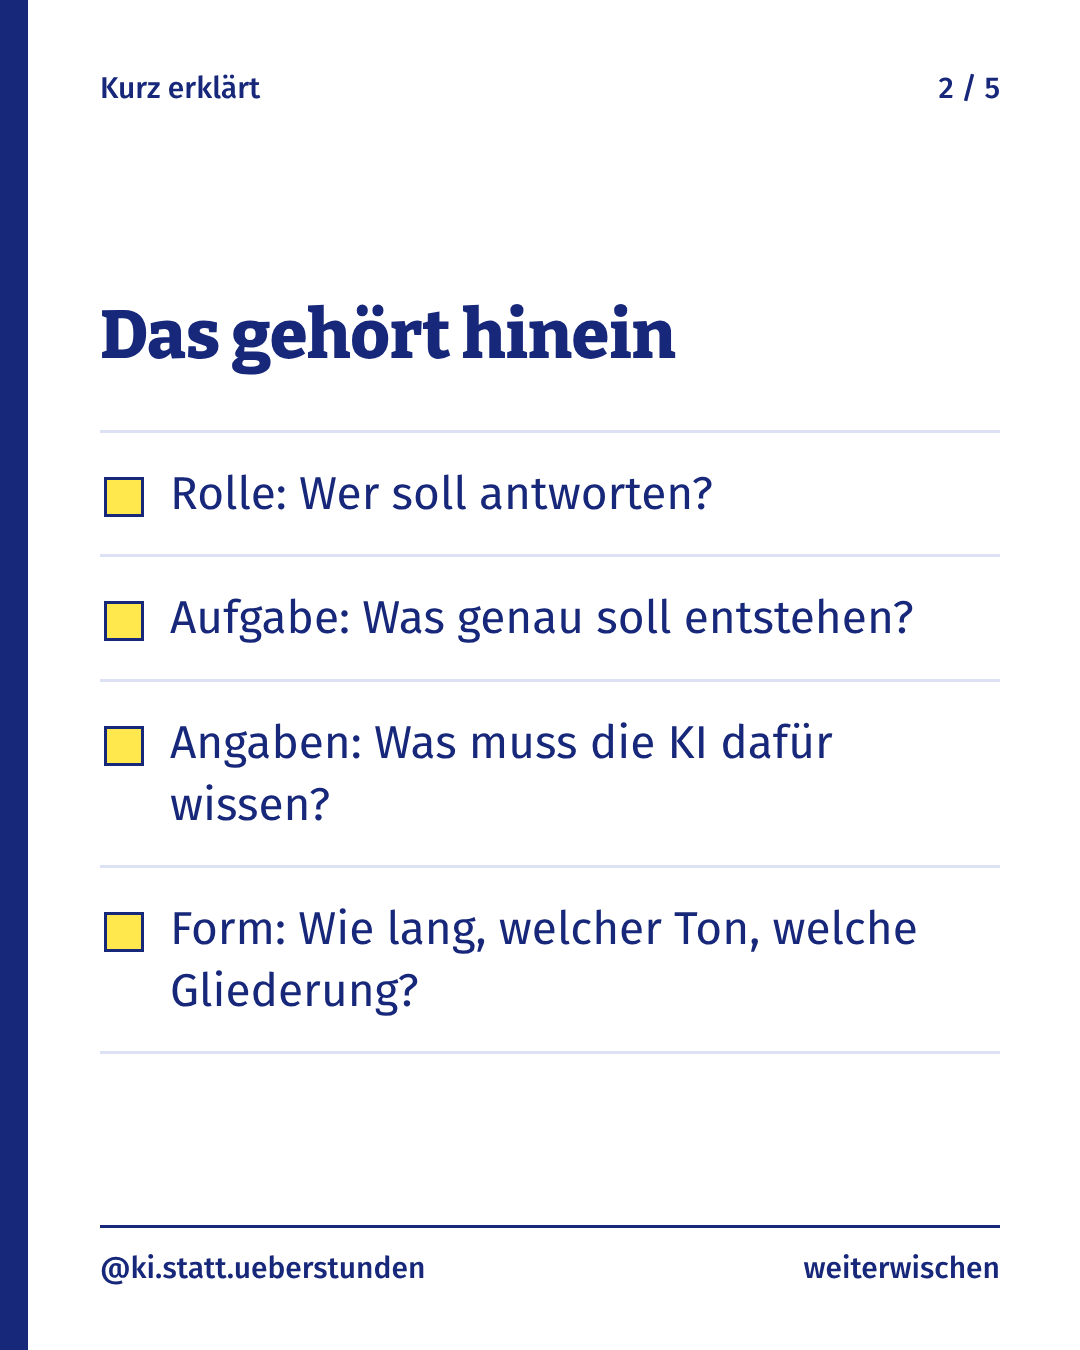 Kurz erklärt
2 / 5
Das gehört hinein
Rolle: Wer soll antworten?
Aufgabe: Was genau soll entstehen?
Angaben: Was muss die KI dafür
wissen?
Form: Wie lang, welcher Ton, welche
Gliederung?
@ki.statt.ueberstunden
weiterwischen